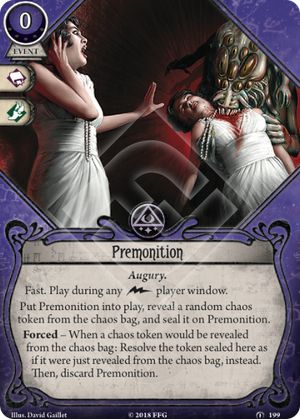 0
EVENT
Premonition
Augury.
Fast. Play during any player window.
Put Premonition into play, reveal a random chaos
token from the chaos bag, and seal it on Premonition.
Forced – When a chaos token would be revealed
from the chaos bag: Resolve the token sealed here as
if it were just revealed from the chaos bag, instead.
Then, discard Premonition.
Illus. David Gaillet
© 2018 FFG
199